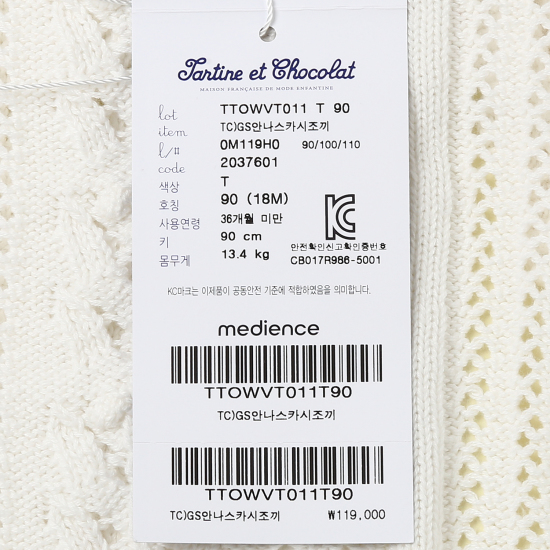 Tartine et Chocolat
MAISON FRANÇAISE DE MODE ENFANTINE
lot TTOWVT011 T 90
item TC)GS안나스카시조끼
l/# 0M119H0 90/100/110
code 2037601
색상 T
호칭 90 (18M)
사용연령 36개월 미만
키 90 cm
몸무게 13.4 kg
안전확인신고확인증번호
CB017R986-5001
KC마크는 이제품이 공통안전 기준에 적합하였음을 의미합니다.
medience
TTOWVT011T90
TC)GS안나스카시조끼
TTOWVT011T90
TC)GS안나스카시조끼 ₩119,000